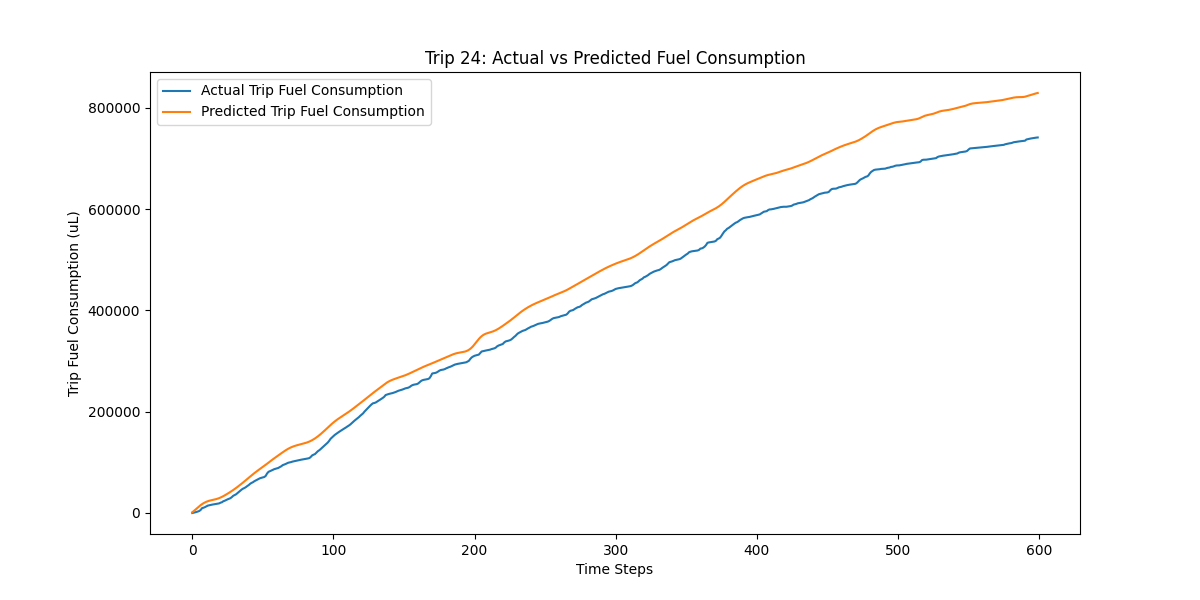 Trip 24: Actual vs Predicted Fuel Consumption
Actual Trip Fuel Consumption
Predicted Trip Fuel Consumption
Trip Fuel Consumption (uL)
800000
600000
400000
200000
0
0 100 200 300 400 500 600
Time Steps